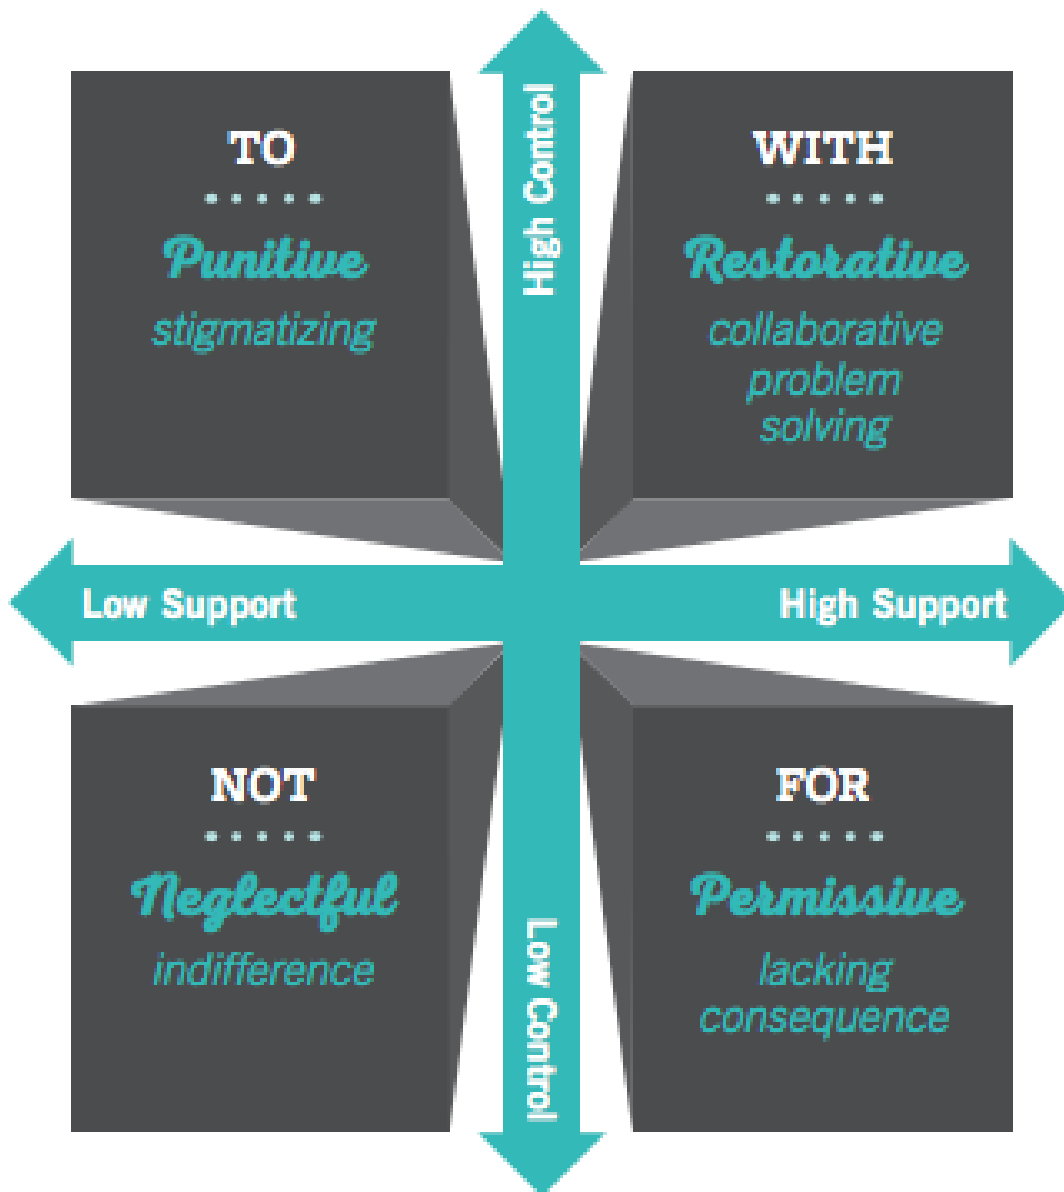 High Control
TO
Punitive
stigmatizing
WITH
Restorative
collaborative
problem
solving
Low Support
High Support
NOT
Neglectful
indifference
FOR
Permissive
lacking
consequence
Low Control